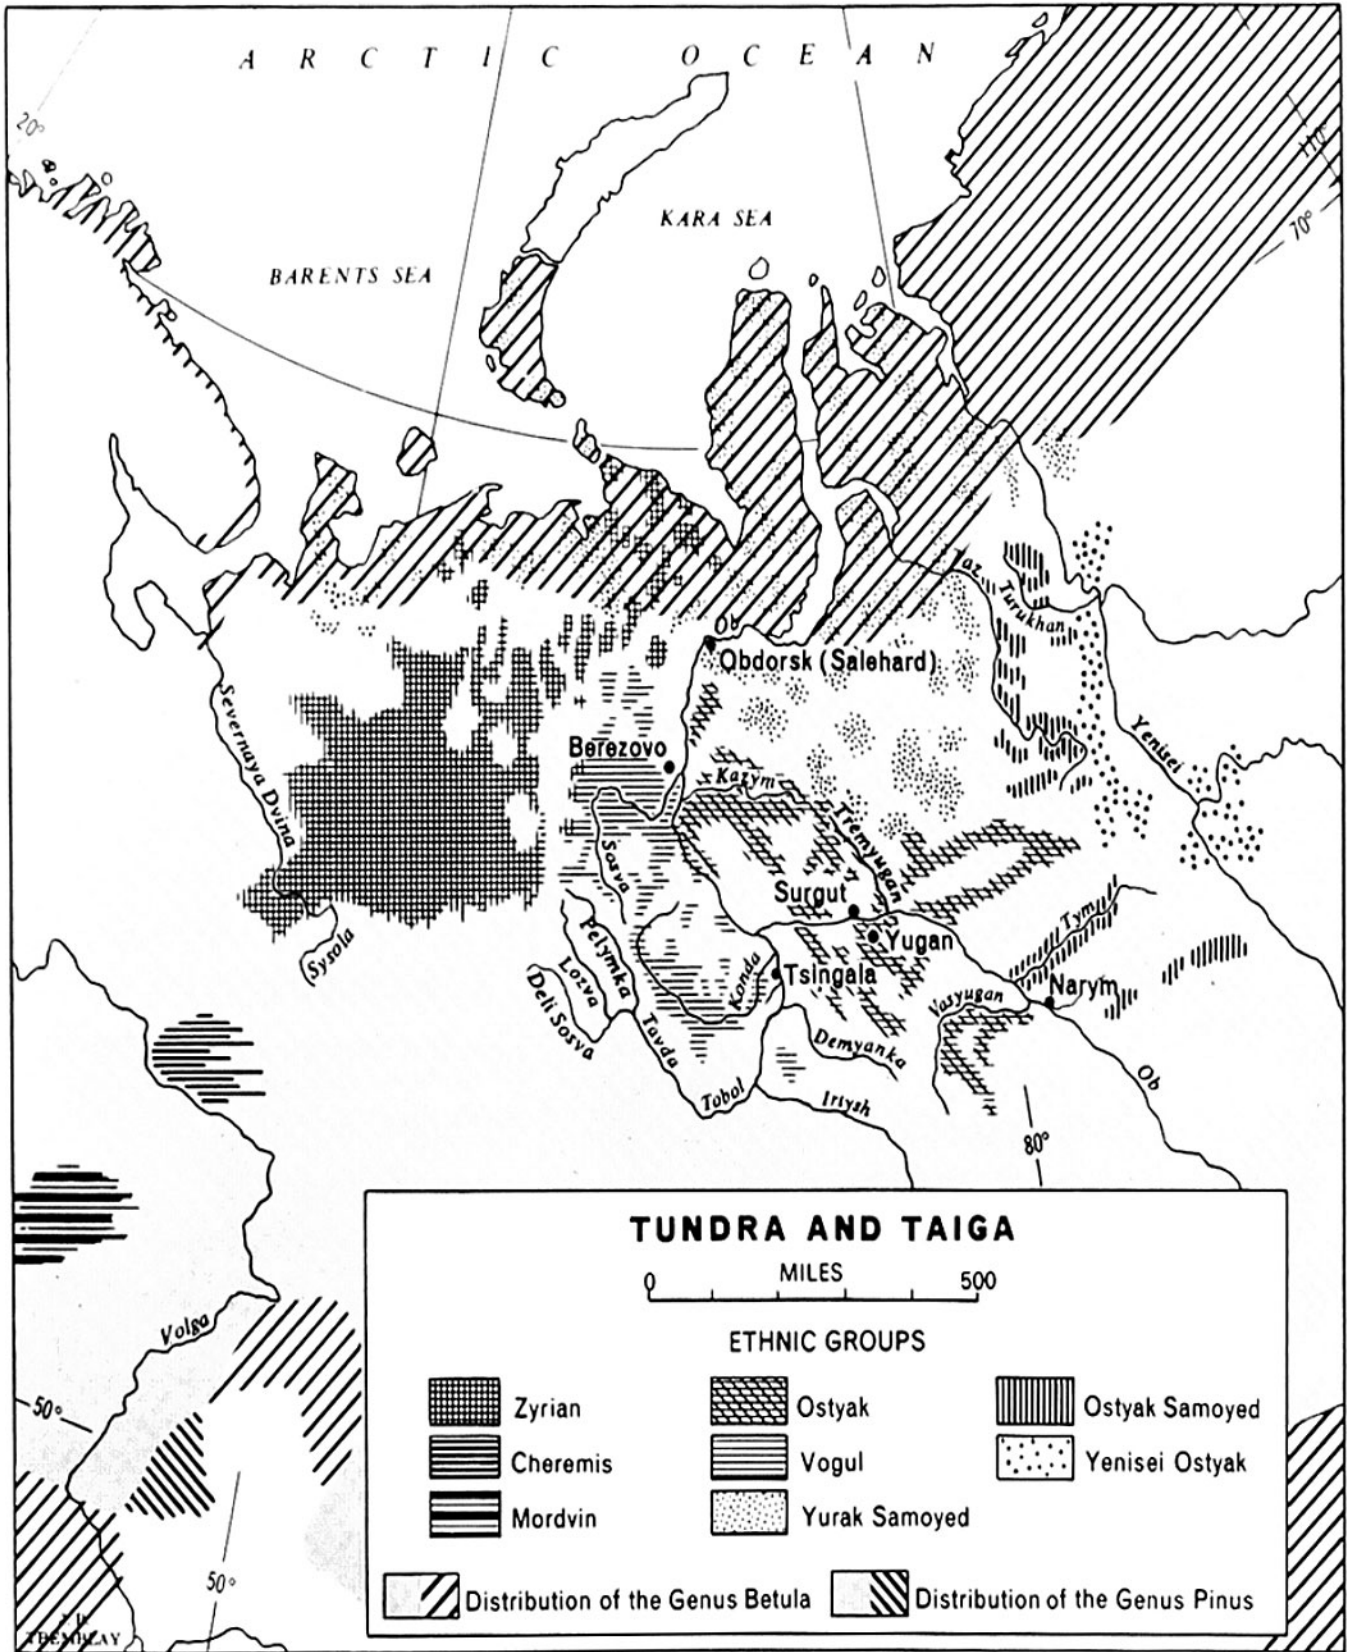 ARCTIC OCEAN
20°
110°
70°
KARA SEA
BARENTS SEA
Taz
Turukhan
Ob
Obdorsk (Salehard)
Severnaya Dvina
Yenisei
Berezovo
Kazym
Tremyugan
Sosva
Surgut
Tym
Yugan
Pelymka
Sysola
Lozva
Konda
Tsingala
Narym
Vasyugan
Deli Sosva
Tavda
Demyanka
Ob
Tobol
Irtysh
80°
TUNDRA AND TAIGA
0 MILES 500
ETHNIC GROUPS
Volga
Zyrian
Ostyak
Ostyak Samoyed
50°
Cheremis
Vogul
Yenisei Ostyak
Mordvin
Yurak Samoyed
50°
Distribution of the Genus Betula
Distribution of the Genus Pinus
TREMBLAY